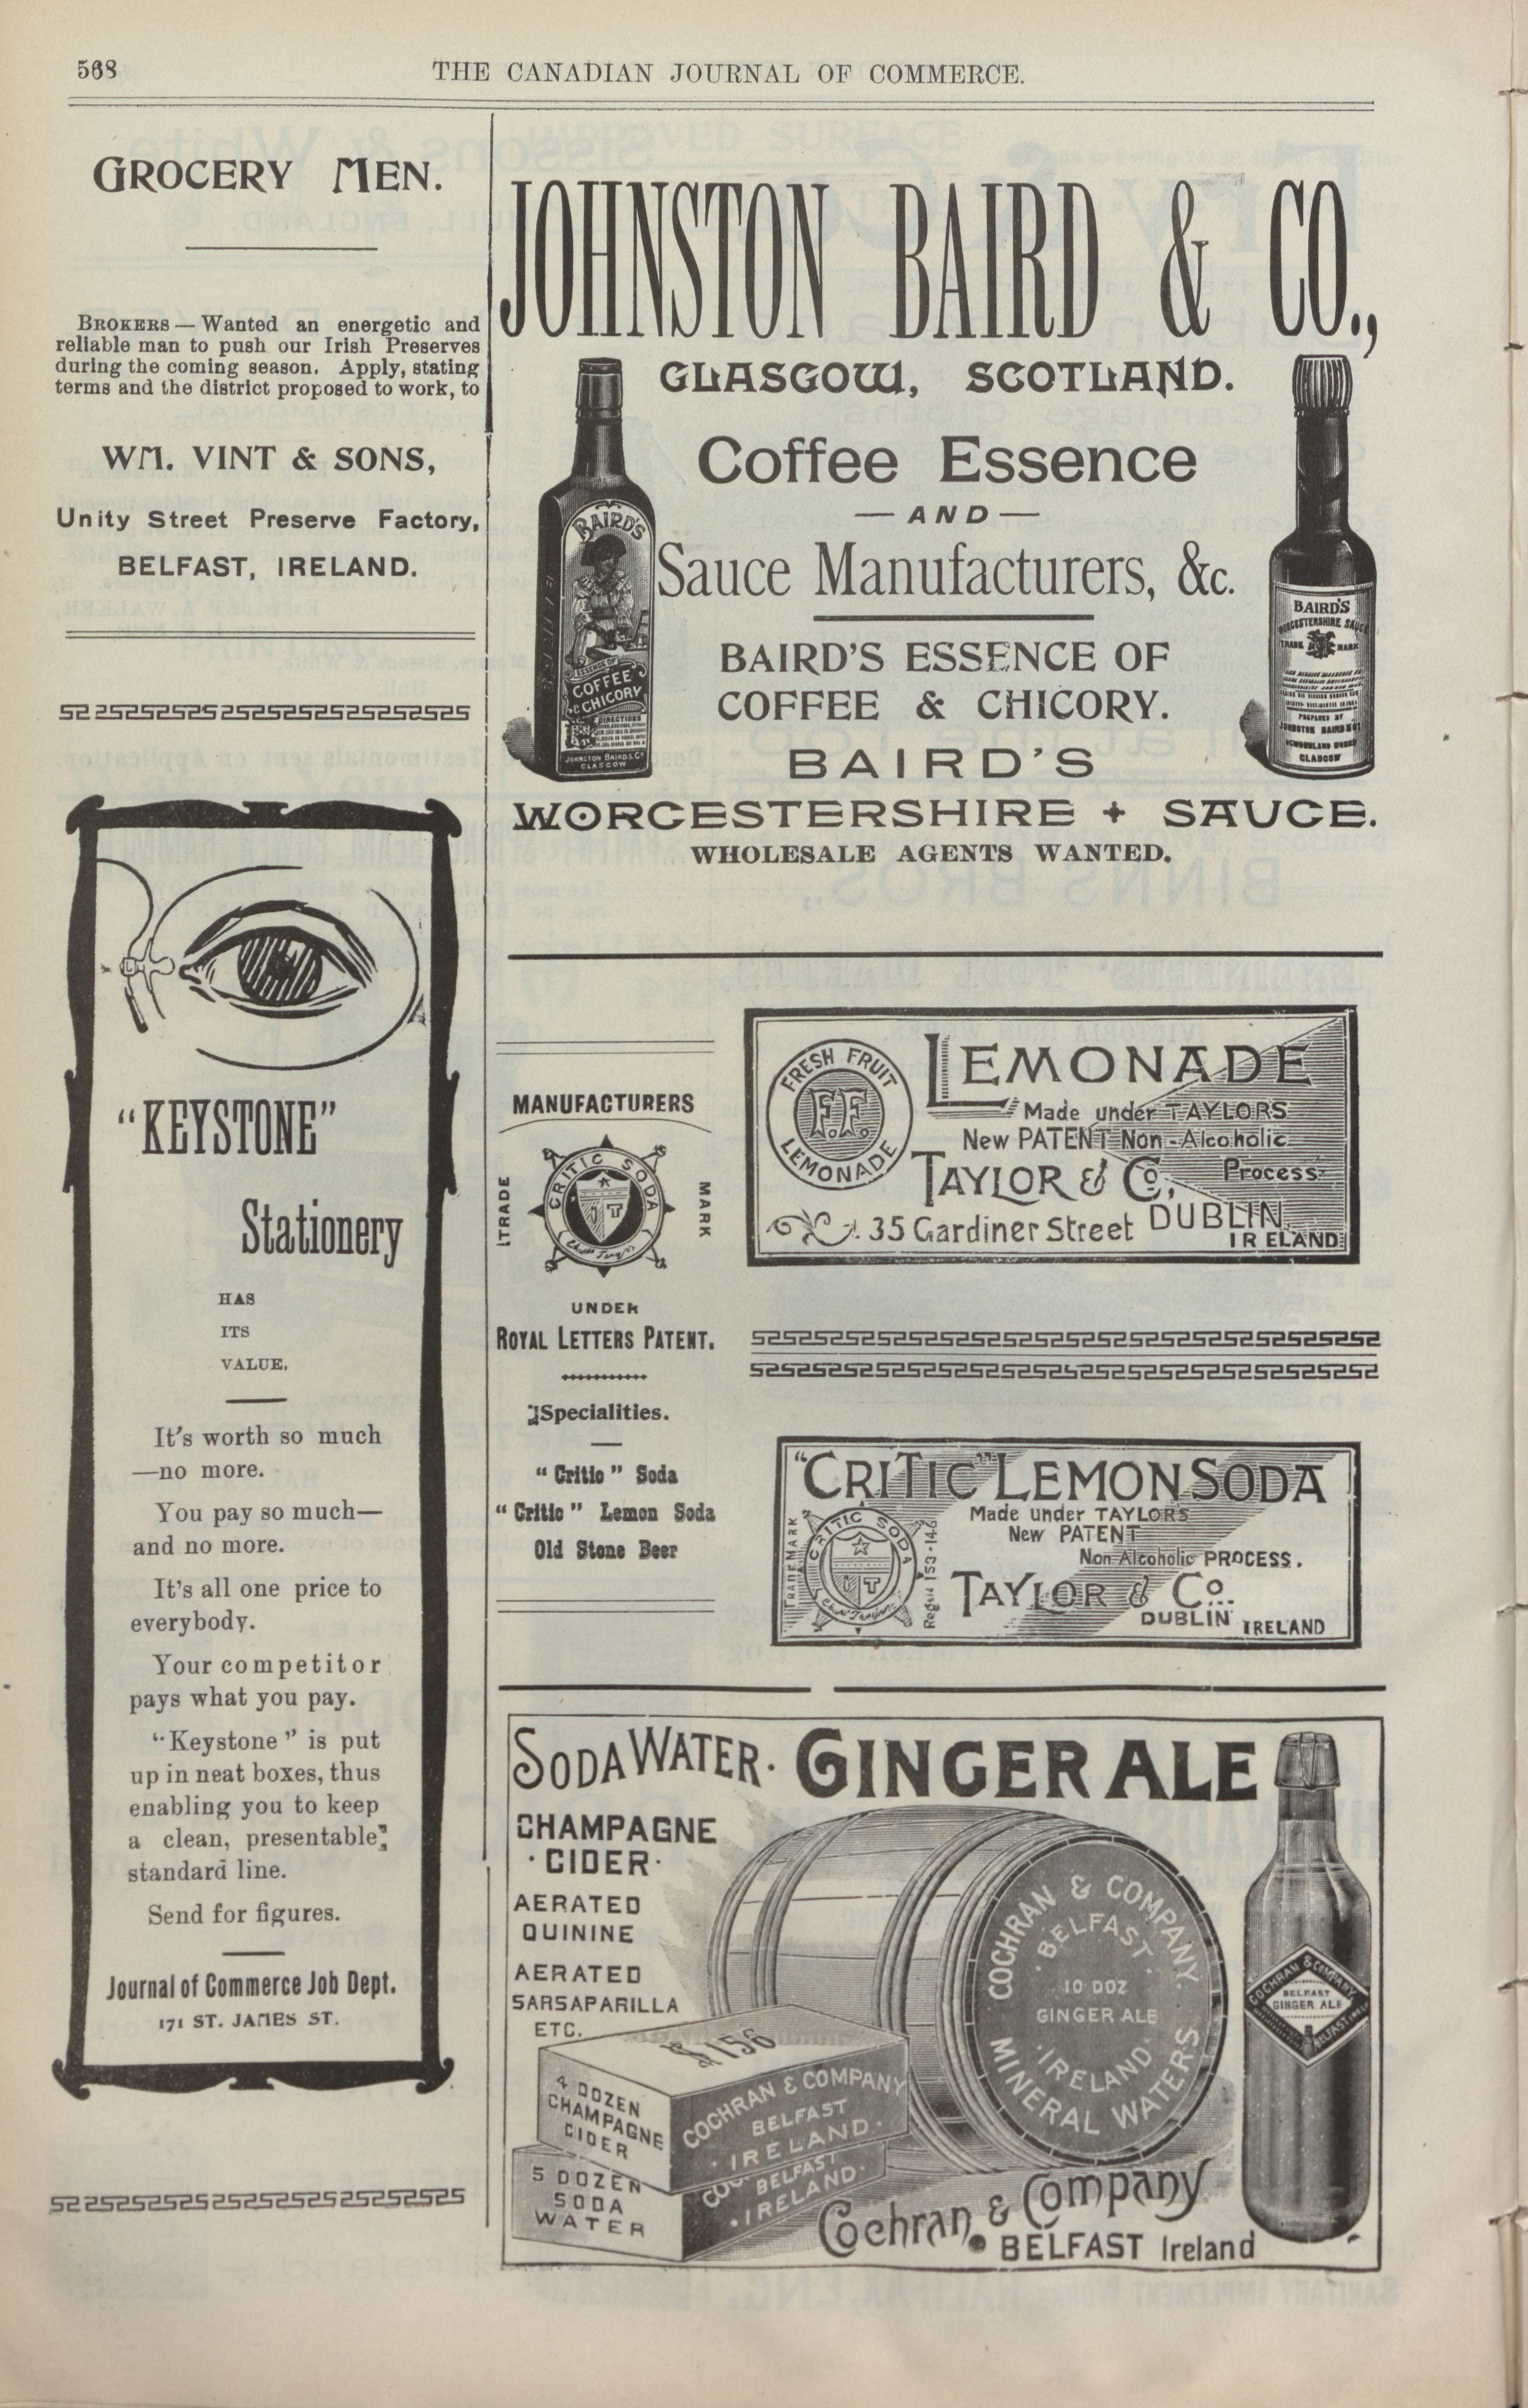 568
THE CANADIAN JOURNAL OF COMMERCE.
GROCERY MEN.
BROKERS — Wanted an energetic and
reliable man to push our Irish Preserves
during the coming season. Apply, stating
terms and the district proposed to work, to
WM. VINT & SONS,
Unity Street Preserve Factory,
BELFAST, IRELAND.
"KEYSTONE"
Stationery
HAS
ITS
VALUE.
It's worth so much
—no more.
You pay so much—
and no more.
It's all one price to
everybody.
Your competitor
pays what you pay.
"Keystone" is put
up in neat boxes, thus
enabling you to keep
a clean, presentable,
standard line.
Send for figures.
Journal of Commerce Job Dept.
171 ST. JAMES ST.
JOHNSTON BAIRD & CO.,
GLASGOW, SCOTLAND.
Coffee Essence
— AND —
Sauce Manufacturers, &c.
BAIRD'S ESSENCE OF
COFFEE & CHICORY.
BAIRD'S
WORCESTERSHIRE + SAUCE.
WHOLESALE AGENTS WANTED.
BAIRD'S
ESSENCE OF
COFFEE
& CHICORY
DIRECTIONS
JOHNSTON BAIRD & Co
GLASGOW
BAIRD'S
WORCESTERSHIRE SAUCE
TRADE MARK
PREPARED BY
JOHNSTON BAIRD & Co
GLASGOW
MANUFACTURERS
TRADE
MARK
CRITIC SODA
JT
UNDER
ROYAL LETTERS PATENT.
Specialities.
"Critic" Soda
"Critic" Lemon Soda
Old Stone Beer
FRESH FRUIT
F.F.
LEMONADE
LEMONADE
Made under TAYLORS
New PATENT Non-Alcoholic
Process
TAYLOR & Co,
35 Gardiner Street DUBLIN.
IRELAND
"CRITIC" LEMON SODA
Made under TAYLORS
New PATENT
Non Alcoholic PROCESS.
TAYLOR & Co...
DUBLIN IRELAND
TRADE MARK
CRITIC SODA
Regd 153·146
SODA WATER. GINGER ALE
CHAMPAGNE
·CIDER·
AERATED
QUININE
AERATED
SARSAPARILLA
ETC.
$156
4 DOZEN
CHAMPAGNE
CIDER
COCHRAN & COMPANY
BELFAST
·IRELAND·
5 DOZEN
SODA
WATER
BELFAST
·IRELAND·
COCHRAN & COMPANY
·BELFAST·
10 DOZ
GINGER ALE
·IRELAND·
MINERAL WATERS
COCHRAN & COMPANY
BELFAST
GINGER ALE
BELFAST
Cochran & Company
BELFAST Ireland